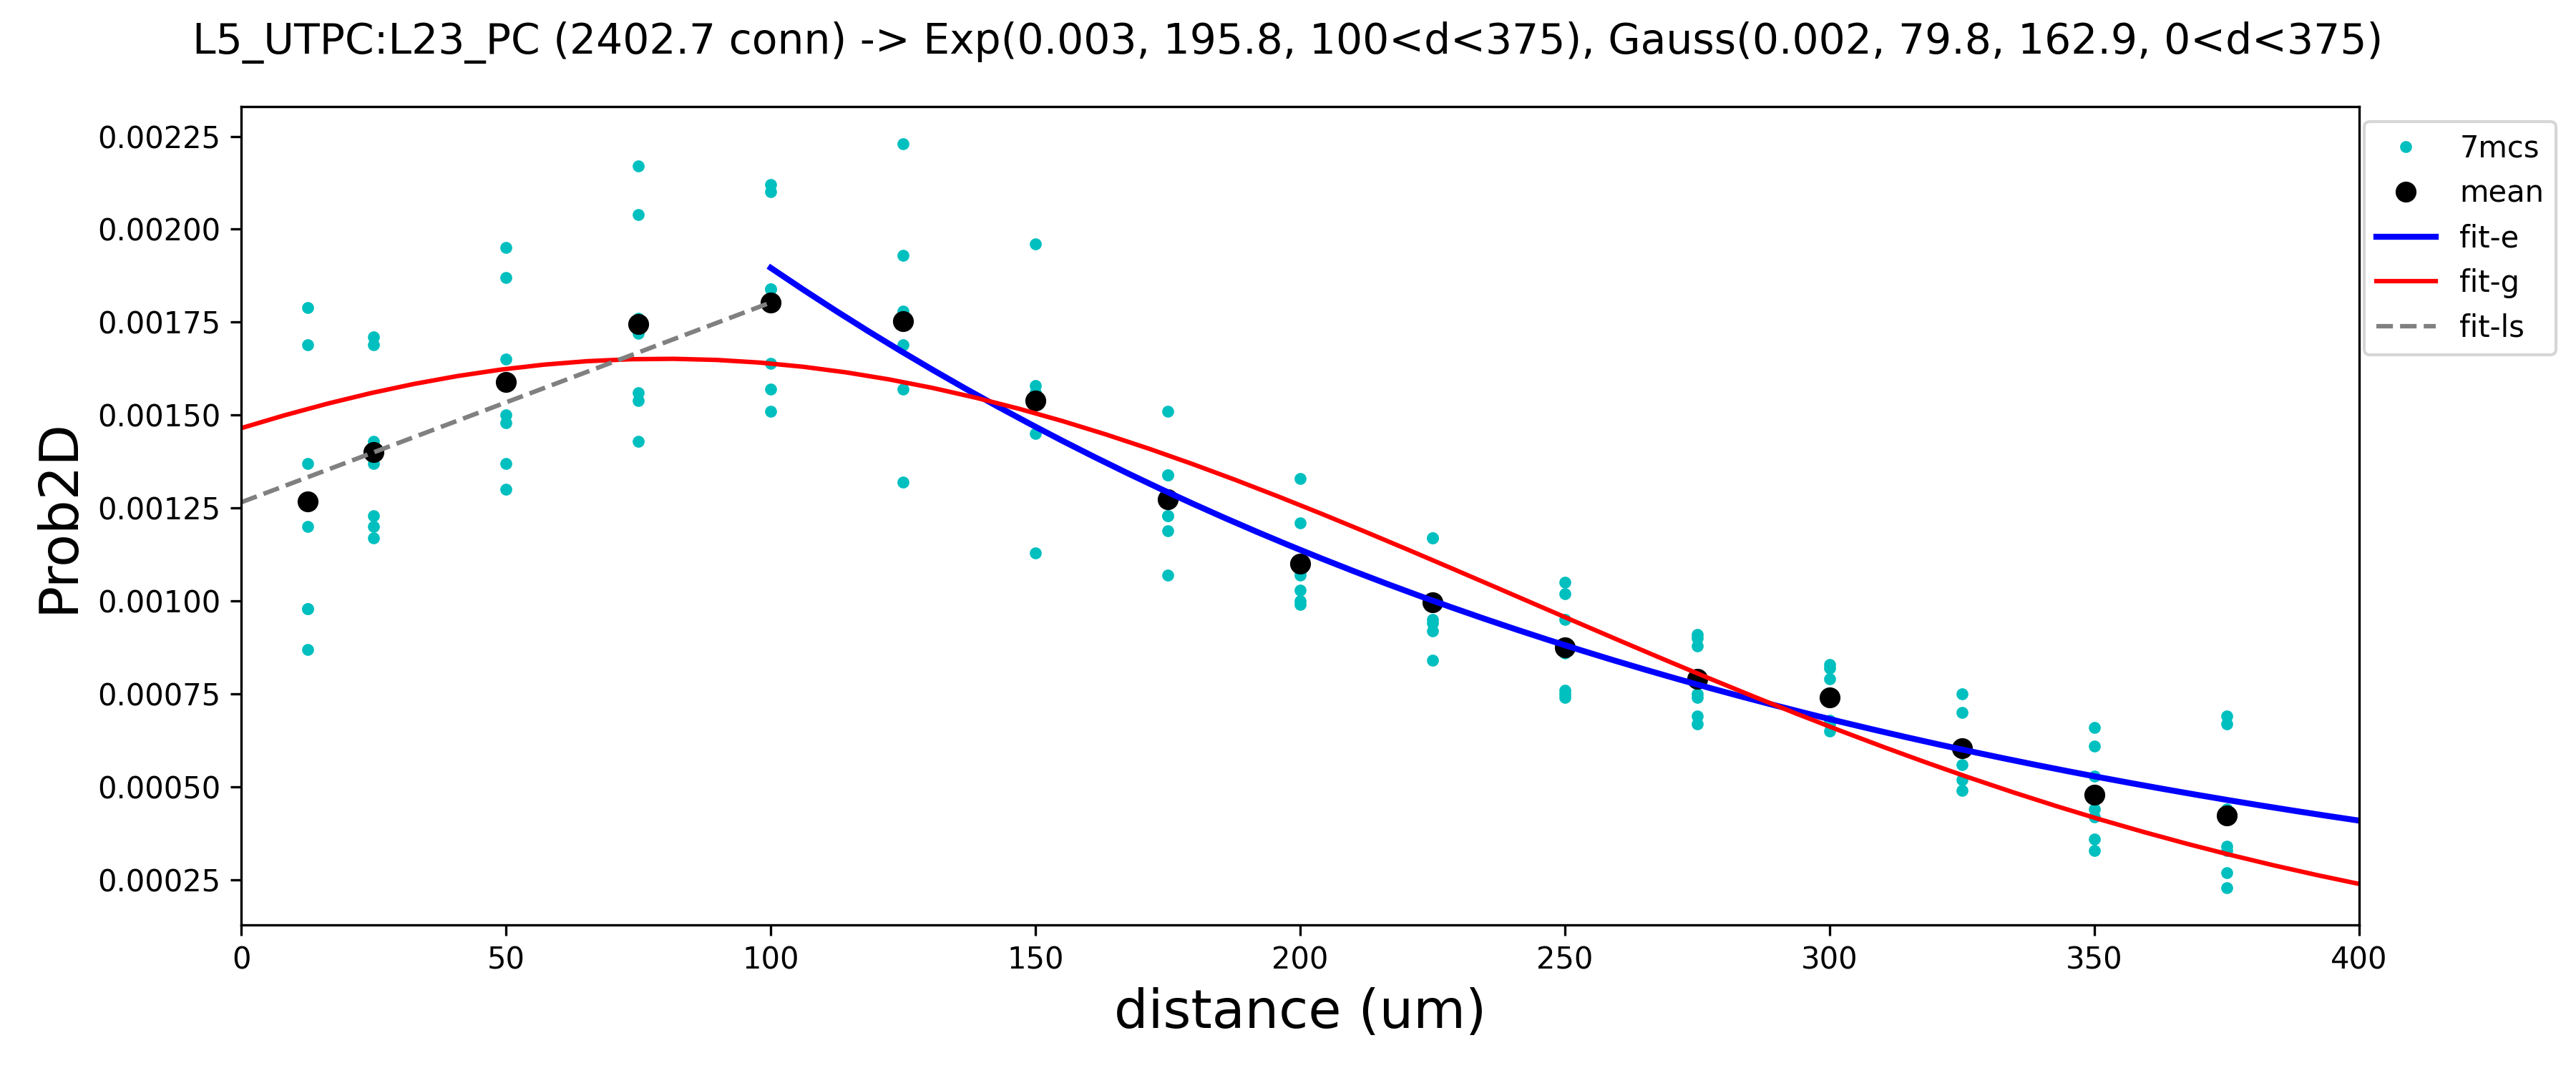 L5_UTPC:L23_PC (2402.7 conn) -> Exp(0.003, 195.8, 100<d<375), Gauss(0.002, 79.8, 162.9, 0<d<375)
0.00225
0.00200
0.00175
0.00150
0.00125
0.00100
0.00075
0.00050
0.00025
Prob2D
0 50 100 150 200 250 300 350 400
distance (um)
7mcs
mean
fit-e
fit-g
fit-ls